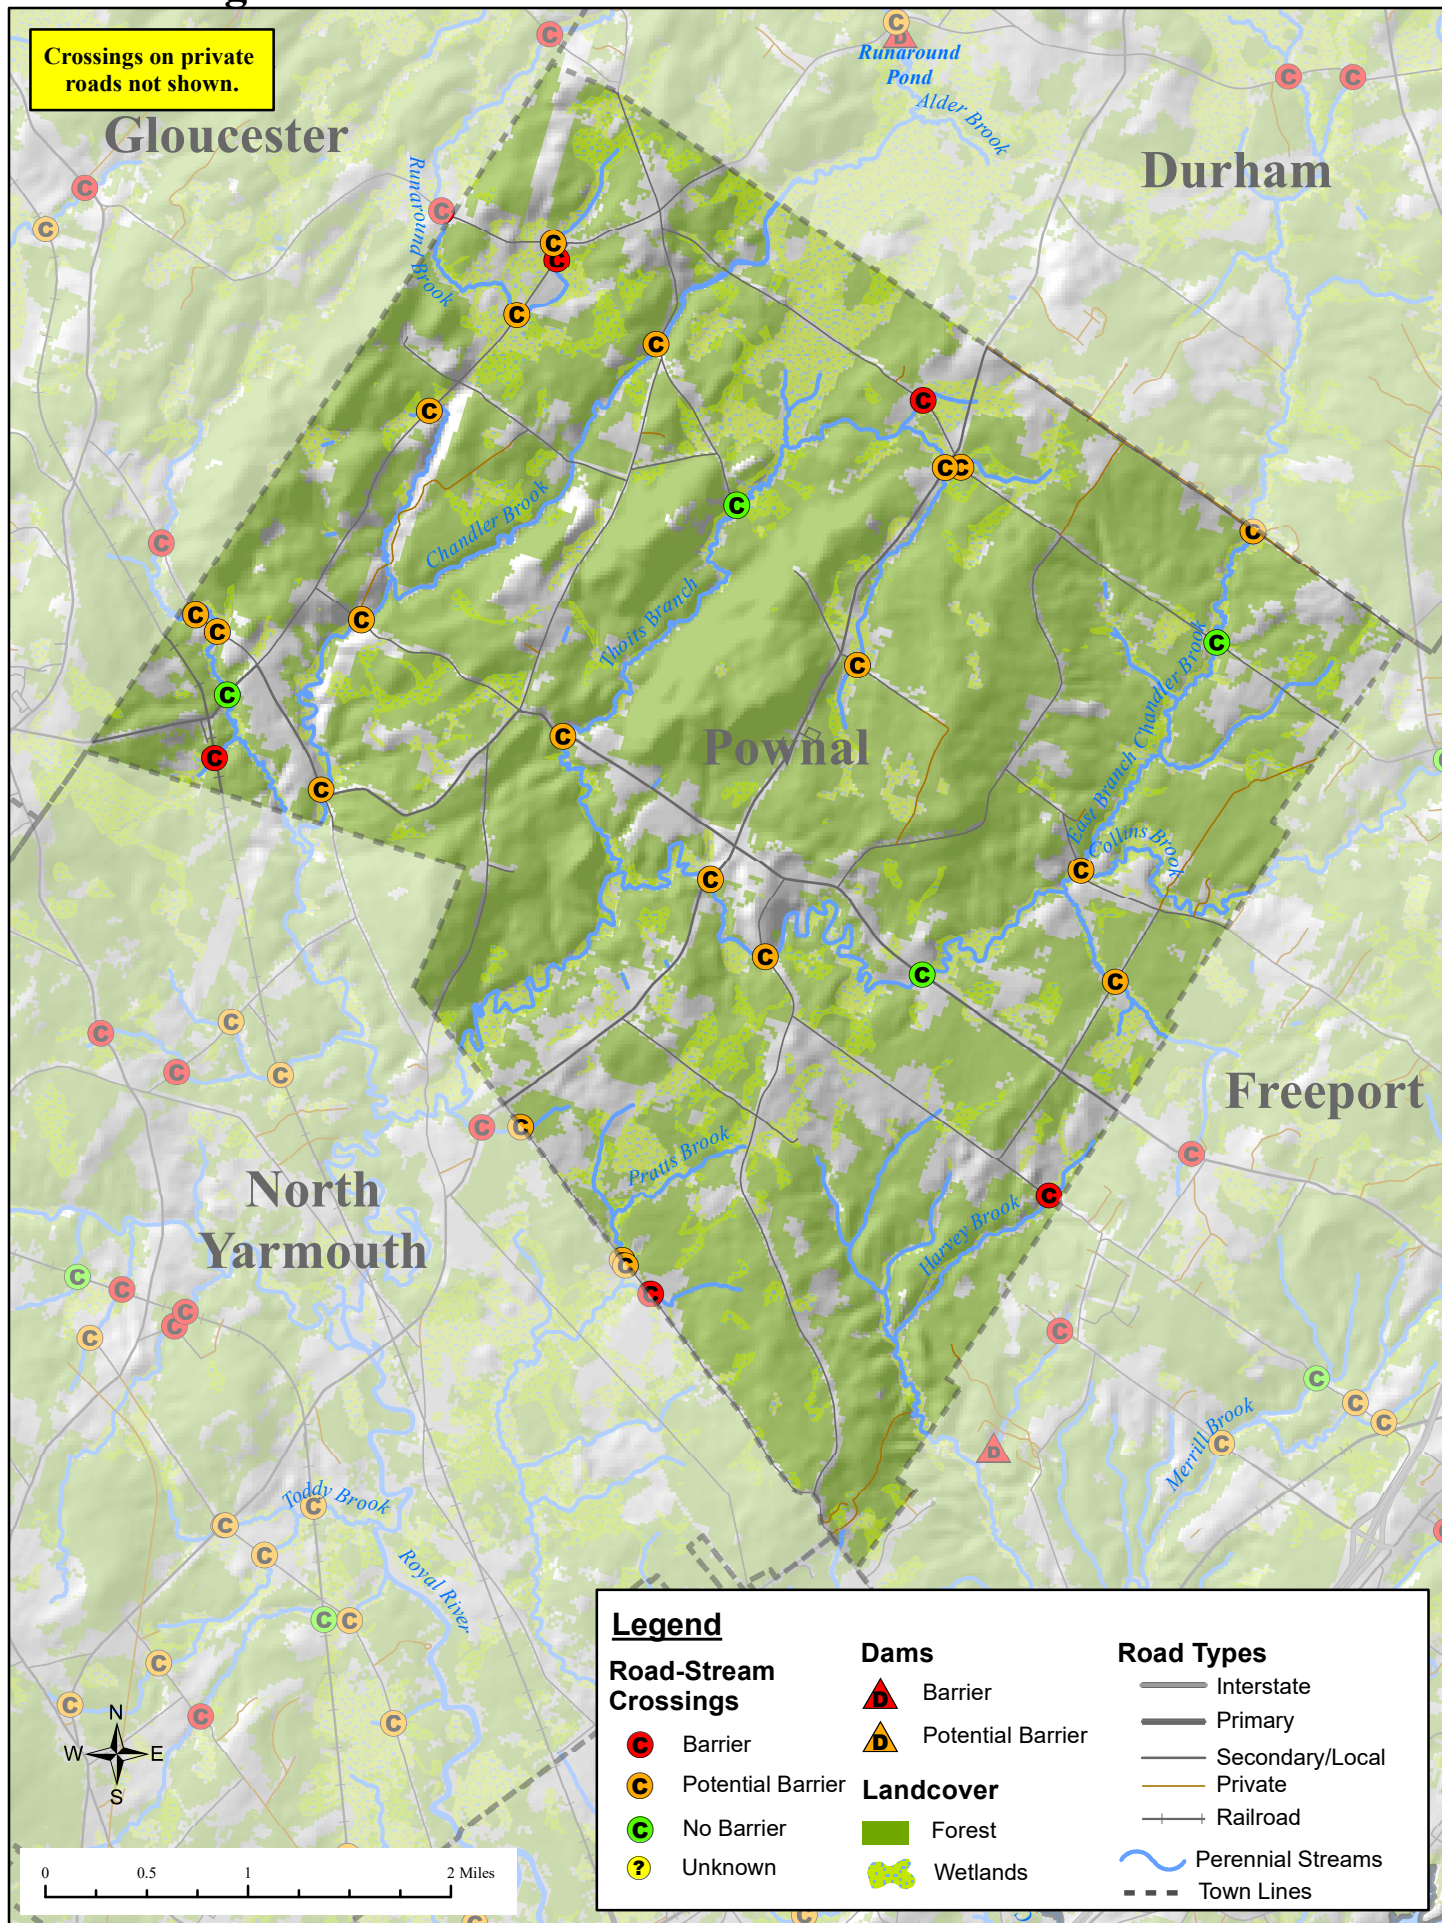 g
Crossings on private
roads not shown.
Gloucester
Runaround
Pond
Alder Brook
Durham
Runaround Brook
Chandler Brook
Thoits Branch
Pownal
East Branch Chandler Brook
Collins Brook
Freeport
North
Yarmouth
Pratts Brook
Harvey Brook
Merrill Brook
Toddy Brook
Royal River
N
W E
S
0 0.5 1 2 Miles
Legend
Road-Stream
Crossings
C Barrier
C Potential Barrier
C No Barrier
? Unknown
Dams
D Barrier
D Potential Barrier
Landcover
Forest
Wetlands
Road Types
Interstate
Primary
Secondary/Local
Private
Railroad
Perennial Streams
Town Lines